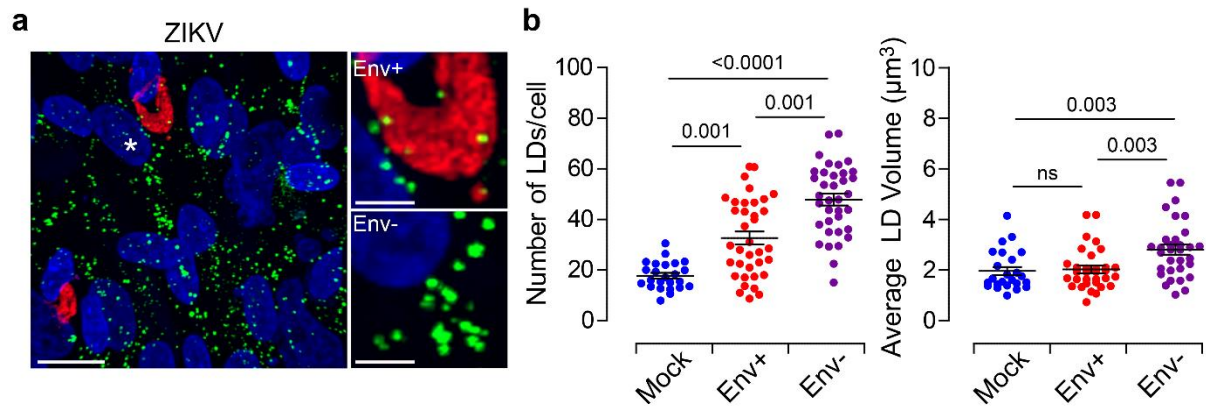 a
ZIKV
*
Env+
Env-
b
Number of LDs/cell
100
80
60
40
20
0
<0.0001
0.001
0.001
Mock
Env+
Env-
Average LD Volume (µm³)
10
8
6
4
2
0
0.003
0.003
ns
Mock
Env+
Env-